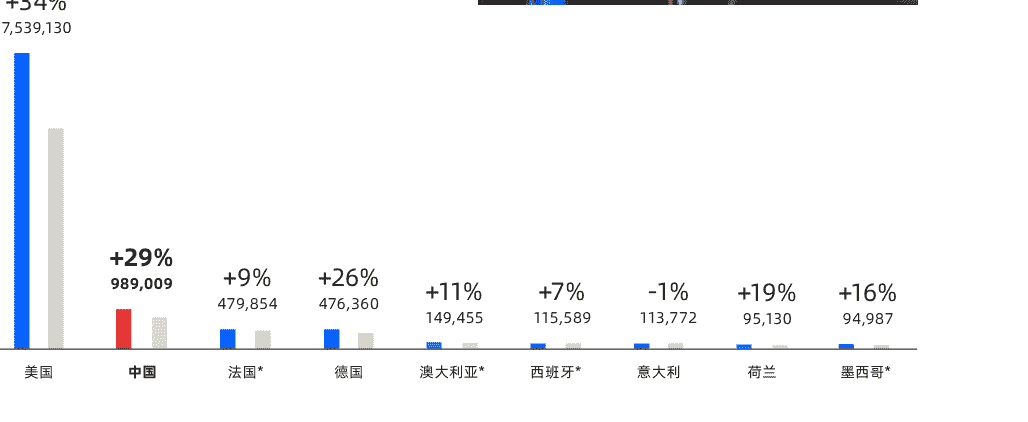 +34%
7,539,130
+29%
989,009
+9%
479,854
+26%
476,360
+11%
149,455
+7%
115,589
-1%
113,772
+19%
95,130
+16%
94,987
美国
中国
法国*
德国
澳大利亚*
西班牙*
意大利
荷兰
墨西哥*